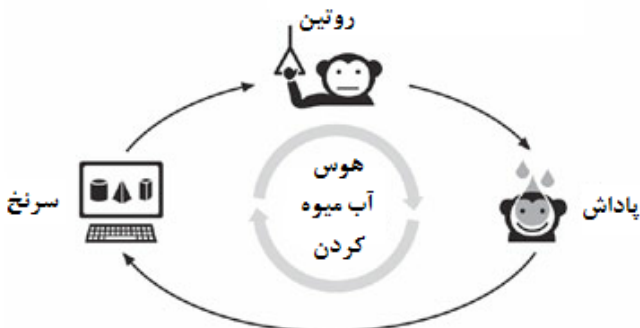 روتین
هوس
آب میوه
کردن
سرنخ
پاداش